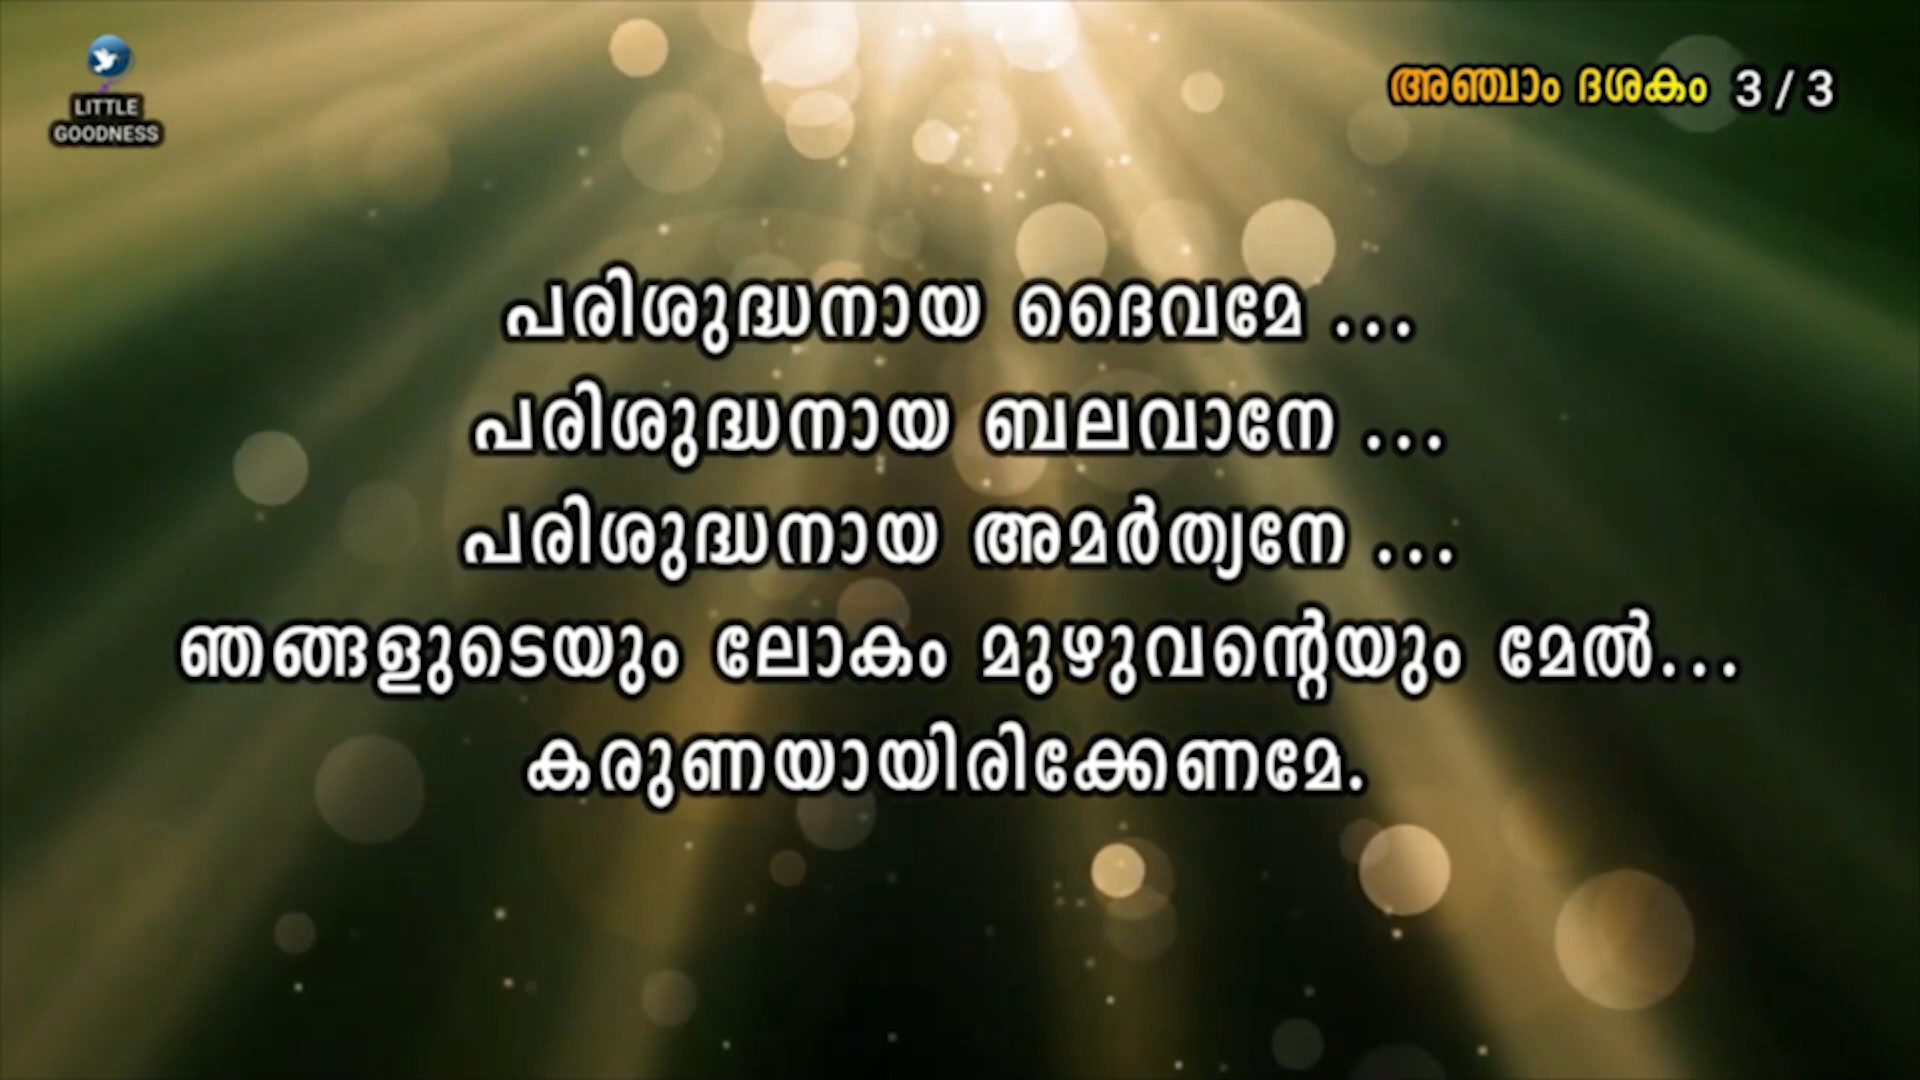 LITTLE
GOODNESS
അഞ്ചാം ദശകം 3 / 3
പരിശുദ്ധനായ ദൈവമേ ...
പരിശുദ്ധനായ ബലവാനേ ...
പരിശുദ്ധനായ അമർത്യനേ ...
ഞങ്ങളുടെയും ലോകം മുഴുവന്റെയും മേൽ...
കരുണയായിരിക്കേണമേ.